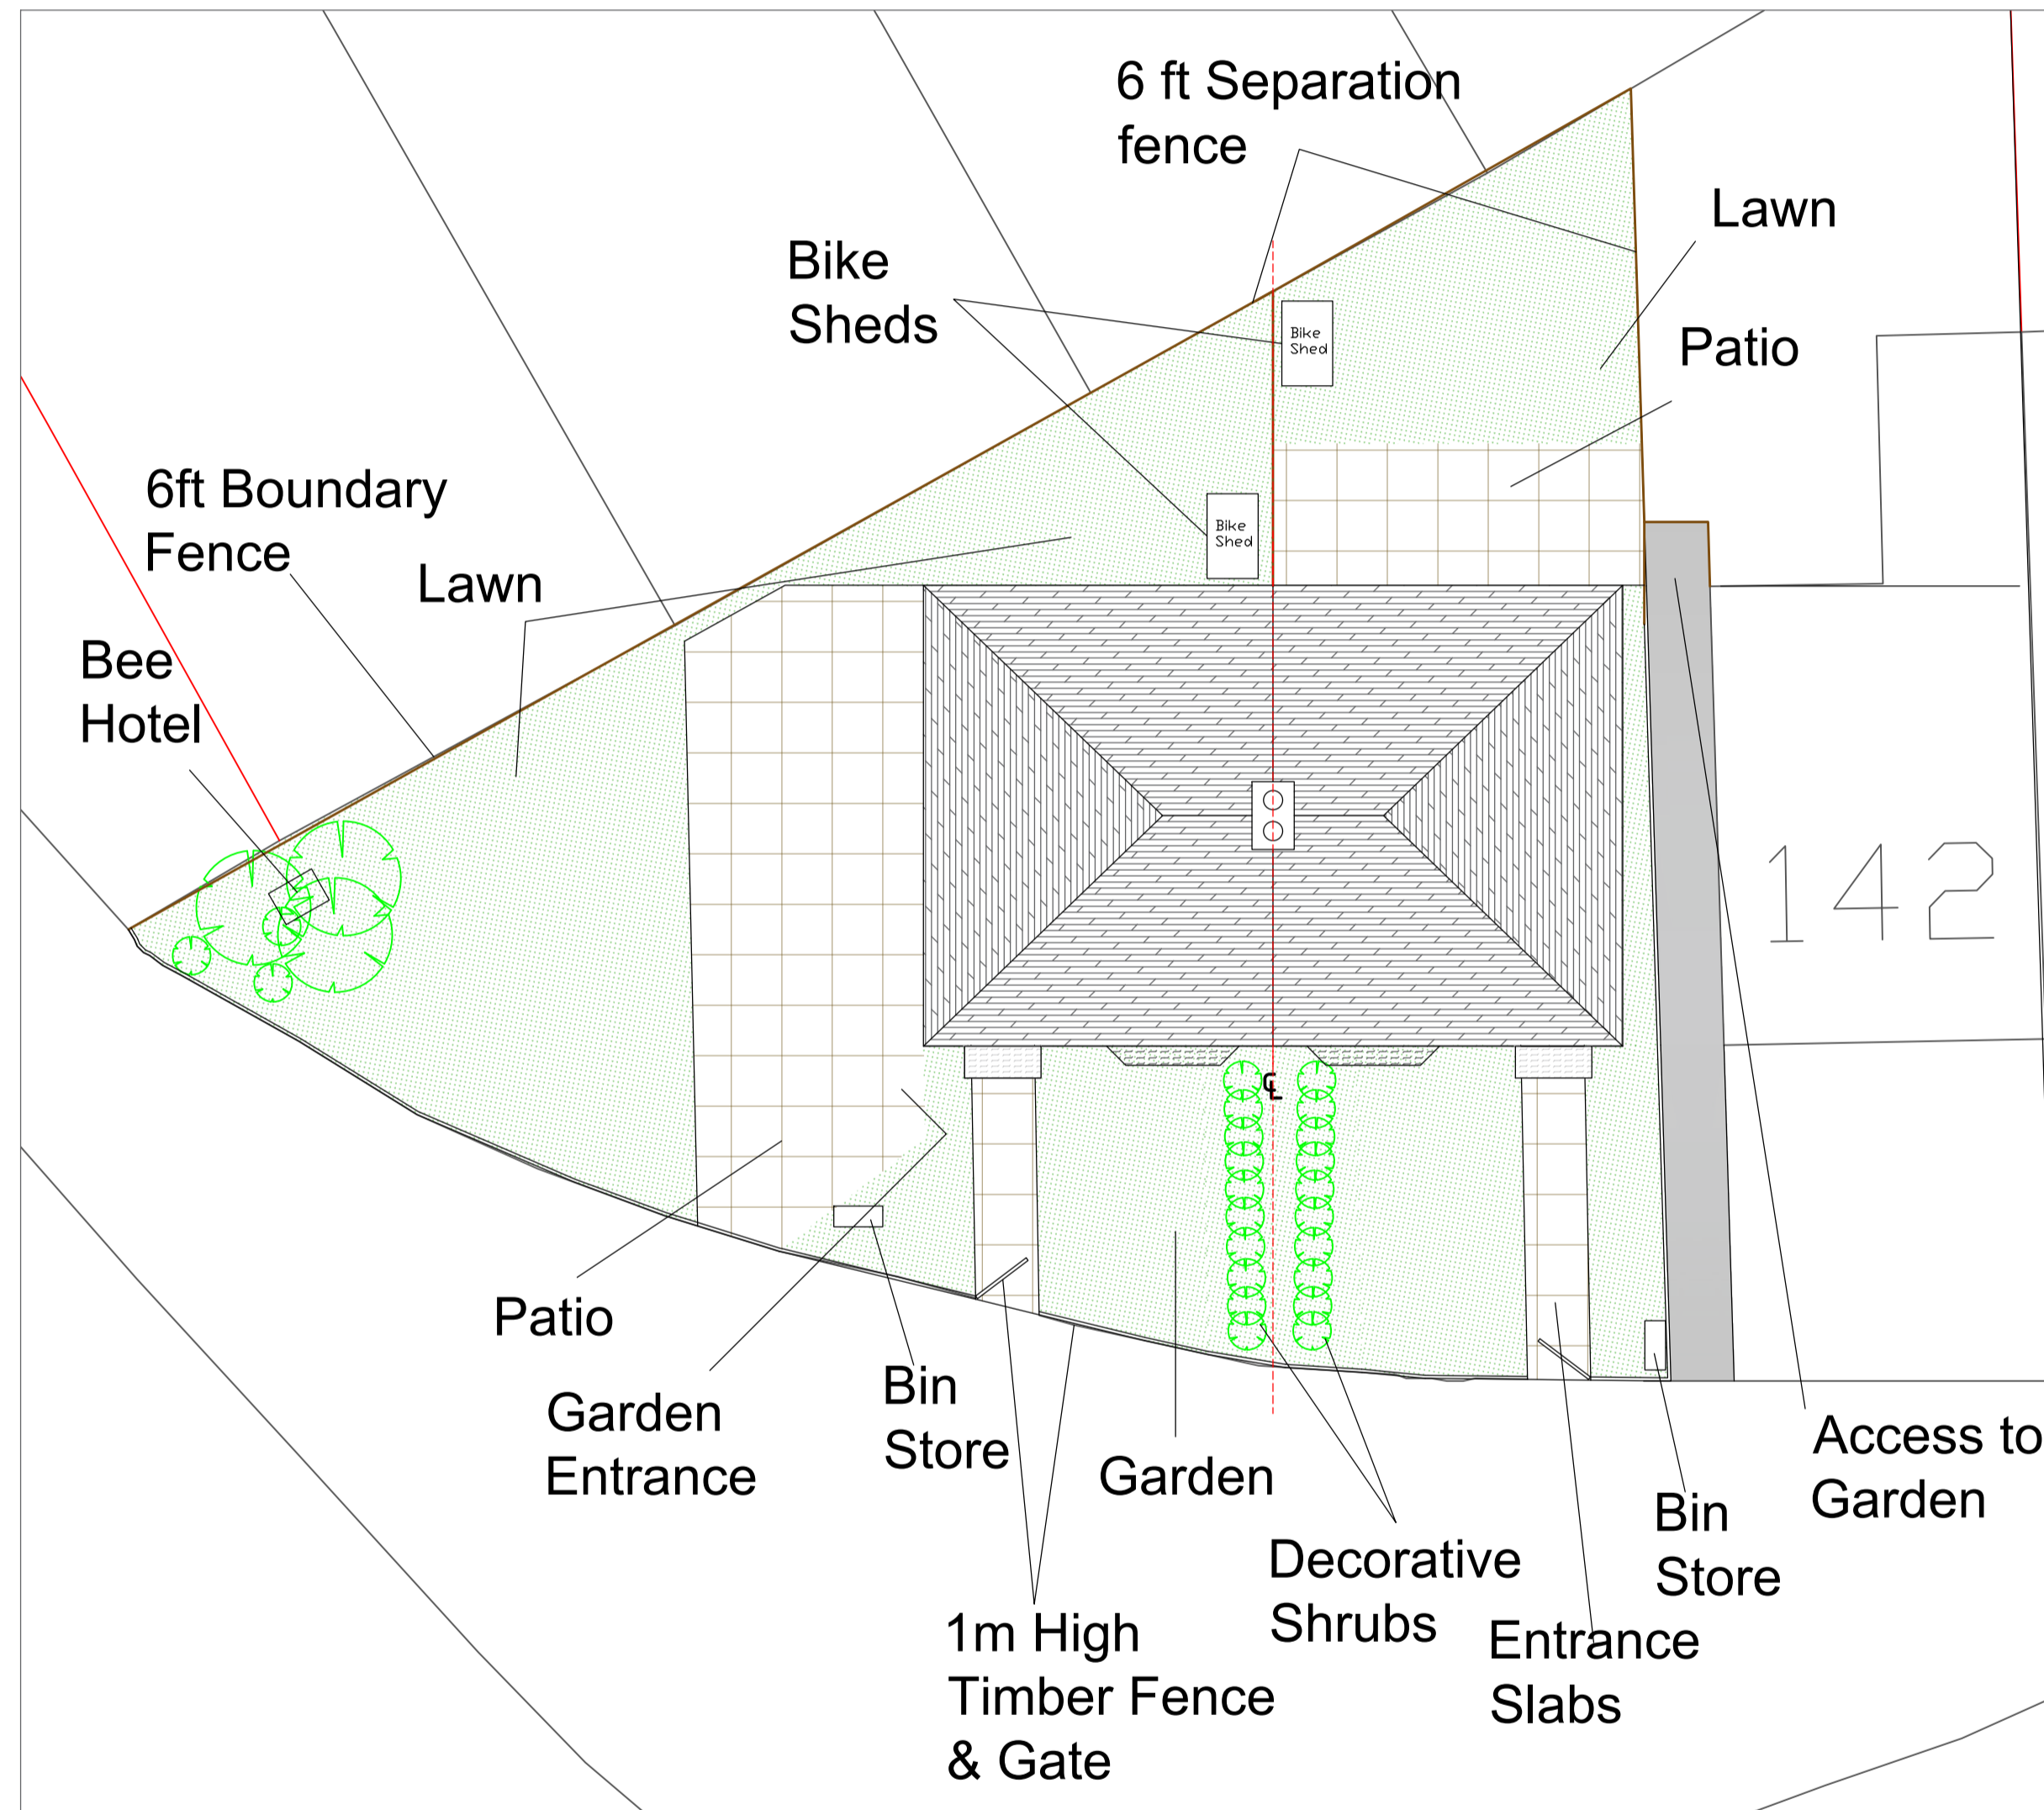 6 ft Separation
fence
Lawn
Bike
Sheds
Bike
Shed
Patio
6ft Boundary
Fence
Bike
Shed
Lawn
Bee
Hotel
142
℄
Patio
Garden
Entrance
Bin
Store
Garden
Access to
Garden
Bin
Store
Decorative
Shrubs
Entrance
Slabs
1m High
Timber Fence
& Gate